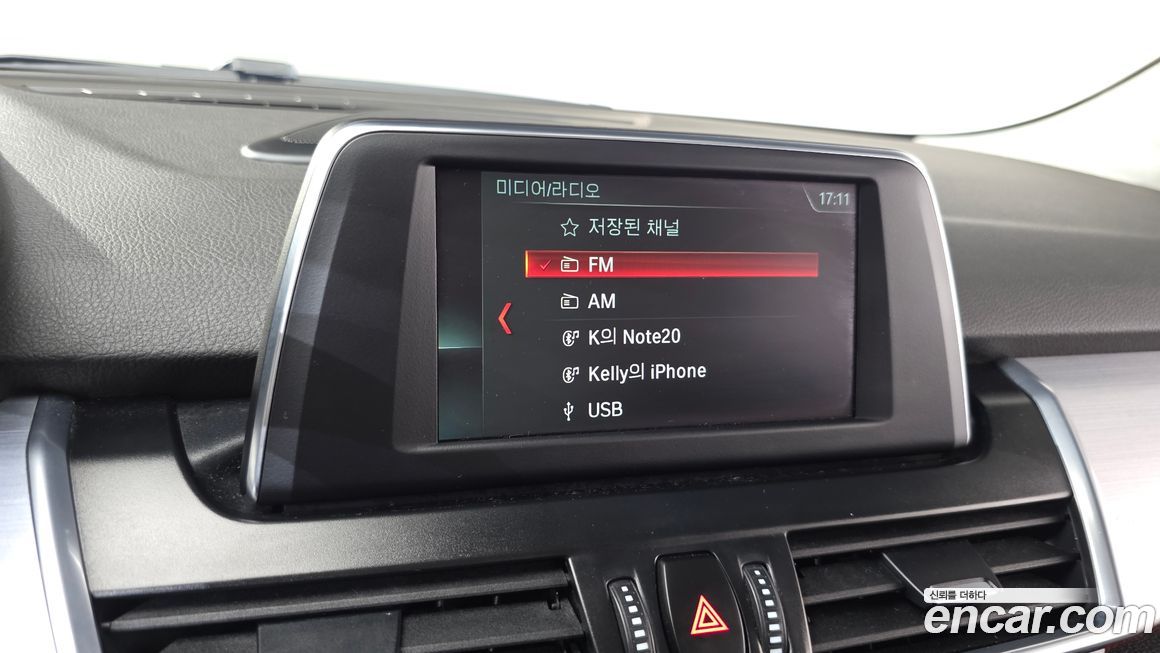 미디어/라디오
17:11
저장된 채널
FM
AM
K의 Note20
Kelly의 iPhone
USB
신뢰를 더하다
encar.com